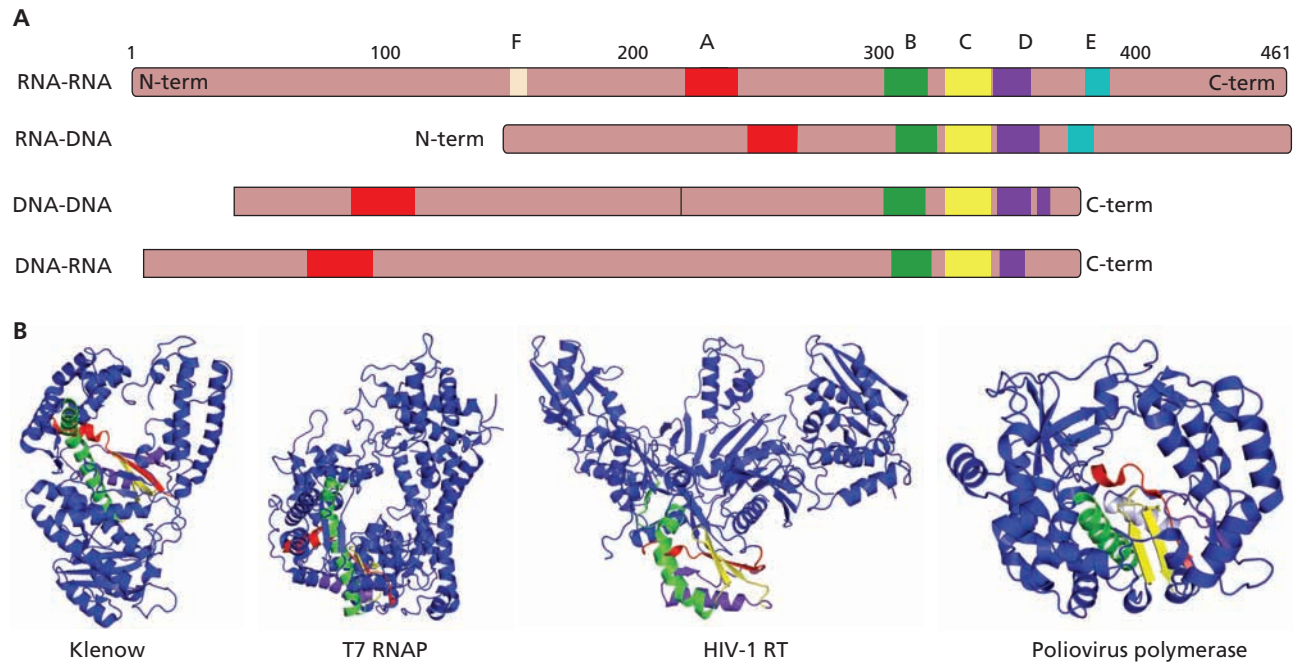 A
F A B C D E
1 100 200 300 400 461
RNA-RNA N-term C-term
RNA-DNA N-term
DNA-DNA C-term
DNA-RNA C-term
B
Klenow T7 RNAP HIV-1 RT Poliovirus polymerase